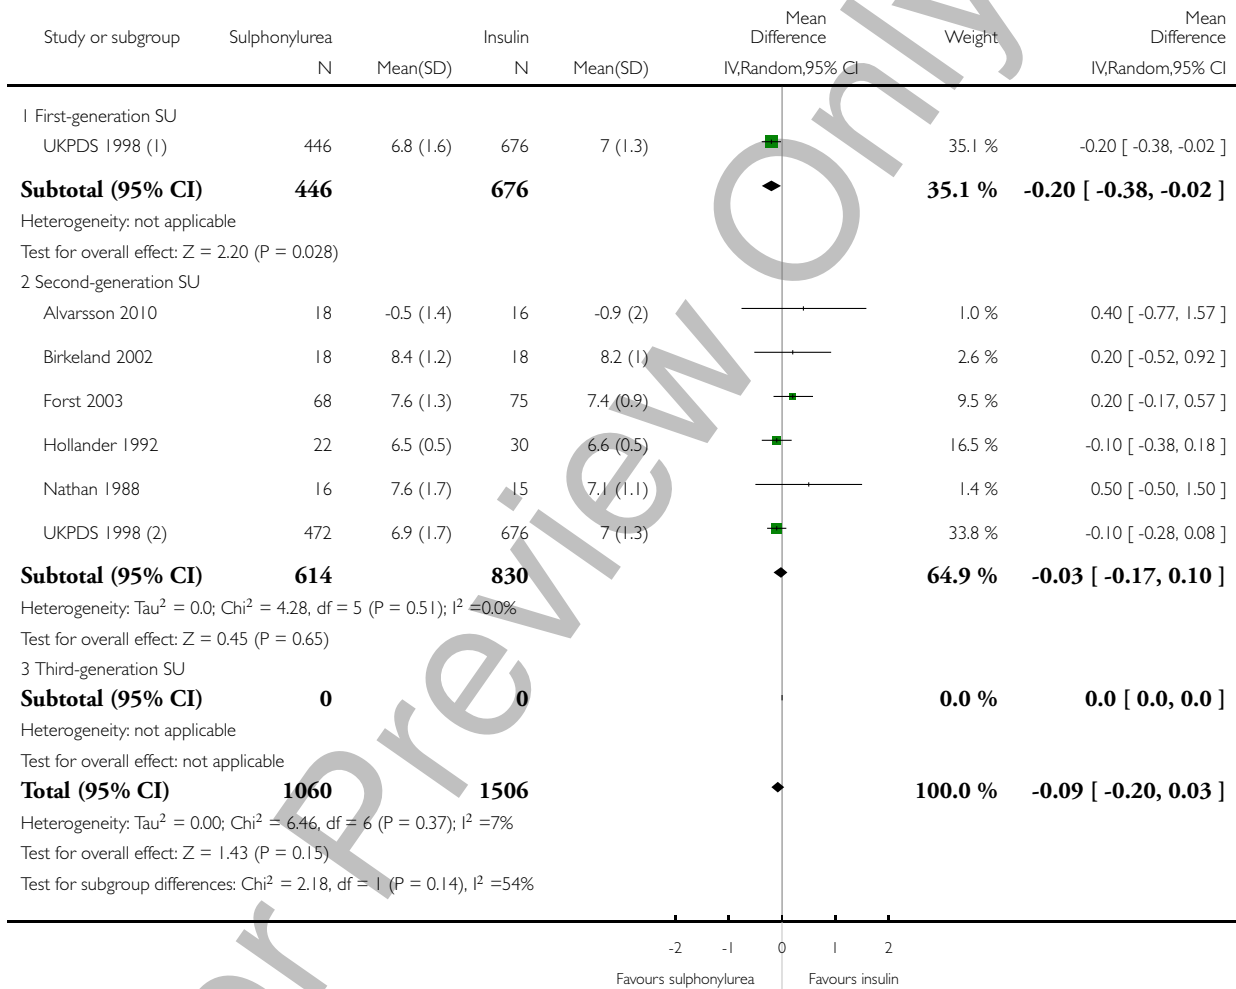 Mean Mean
Study or subgroup Sulphonylurea Insulin Difference Weight Difference
N Mean(SD) N Mean(SD) IV,Random,95% CI IV,Random,95% CI
1 First-generation SU
UKPDS 1998 (1) 446 6.8 (1.6) 676 7 (1.3) 35.1 % -0.20 [ -0.38, -0.02 ]
Subtotal (95% CI) 446 676 35.1 % -0.20 [ -0.38, -0.02 ]
Heterogeneity: not applicable
Test for overall effect: Z = 2.20 (P = 0.028)
2 Second-generation SU
Alvarsson 2010 18 -0.5 (1.4) 16 -0.9 (2) 1.0 % 0.40 [ -0.77, 1.57 ]
Birkeland 2002 18 8.4 (1.2) 18 8.2 (1) 2.6 % 0.20 [ -0.52, 0.92 ]
Forst 2003 68 7.6 (1.3) 75 7.4 (0.9) 9.5 % 0.20 [ -0.17, 0.57 ]
Hollander 1992 22 6.5 (0.5) 30 6.6 (0.5) 16.5 % -0.10 [ -0.38, 0.18 ]
Nathan 1988 16 7.6 (1.7) 15 7.1 (1.1) 1.4 % 0.50 [ -0.50, 1.50 ]
UKPDS 1998 (2) 472 6.9 (1.7) 676 7 (1.3) 33.8 % -0.10 [ -0.28, 0.08 ]
Subtotal (95% CI) 614 830 64.9 % -0.03 [ -0.17, 0.10 ]
Heterogeneity: Tau² = 0.0; Chi² = 4.28, df = 5 (P = 0.51); I² =0.0%
Test for overall effect: Z = 0.45 (P = 0.65)
3 Third-generation SU
Subtotal (95% CI) 0 0 0.0 % 0.0 [ 0.0, 0.0 ]
Heterogeneity: not applicable
Test for overall effect: not applicable
Total (95% CI) 1060 1506 100.0 % -0.09 [ -0.20, 0.03 ]
Heterogeneity: Tau² = 0.00; Chi² = 6.46, df = 6 (P = 0.37); I² =7%
Test for overall effect: Z = 1.43 (P = 0.15)
Test for subgroup differences: Chi² = 2.18, df = 1 (P = 0.14), I² =54%
-2 -1 0 1 2
Favours sulphonylurea Favours insulin
Preview Only